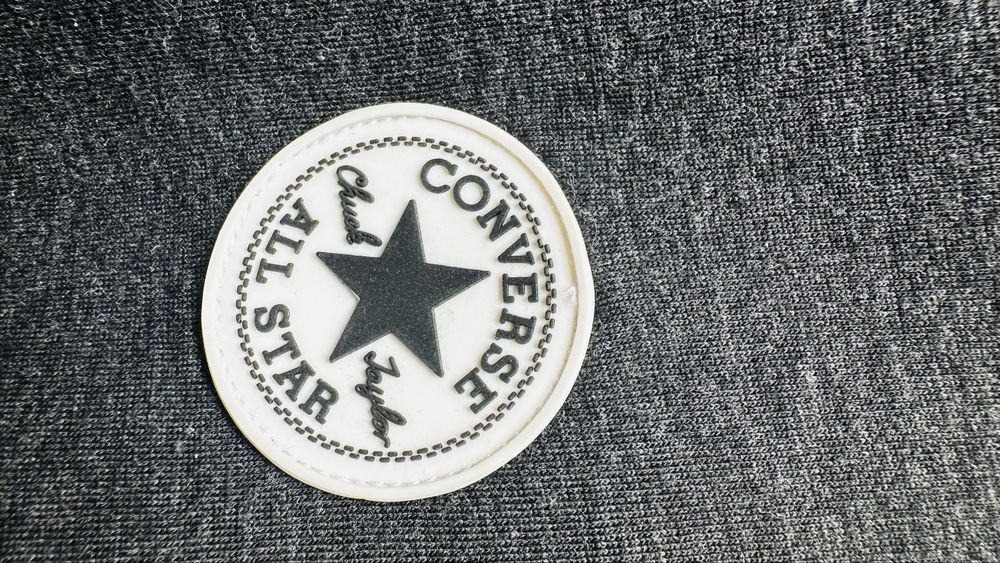 CONVERSE
Chuck Taylor
ALL STAR